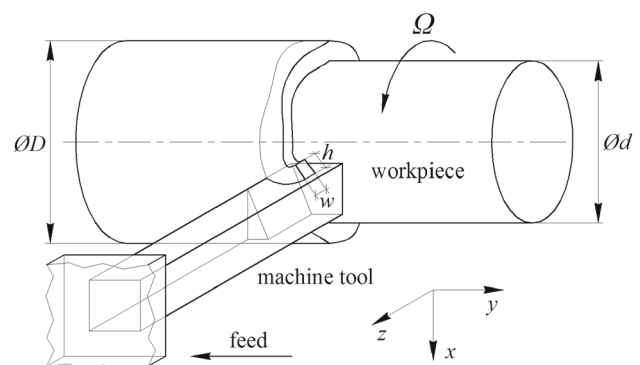 Ω
ØD
h
Ød
workpiece
w
machine tool
y
z
feed
x